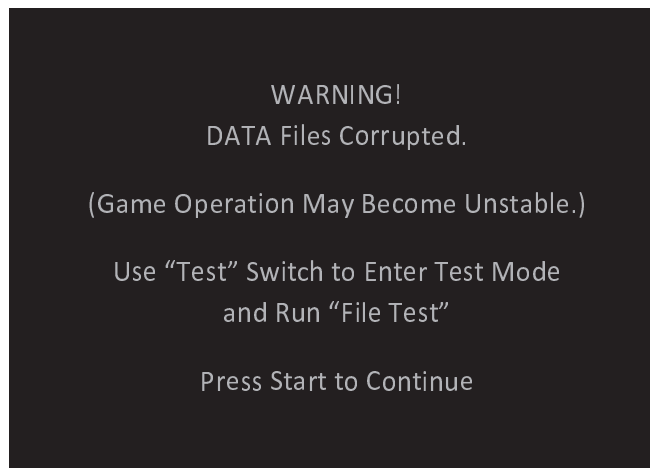 WARNING!
DATA Files Corrupted.
(Game Operation May Become Unstable.)
Use “Test” Switch to Enter Test Mode
and Run “File Test”
Press Start to Continue